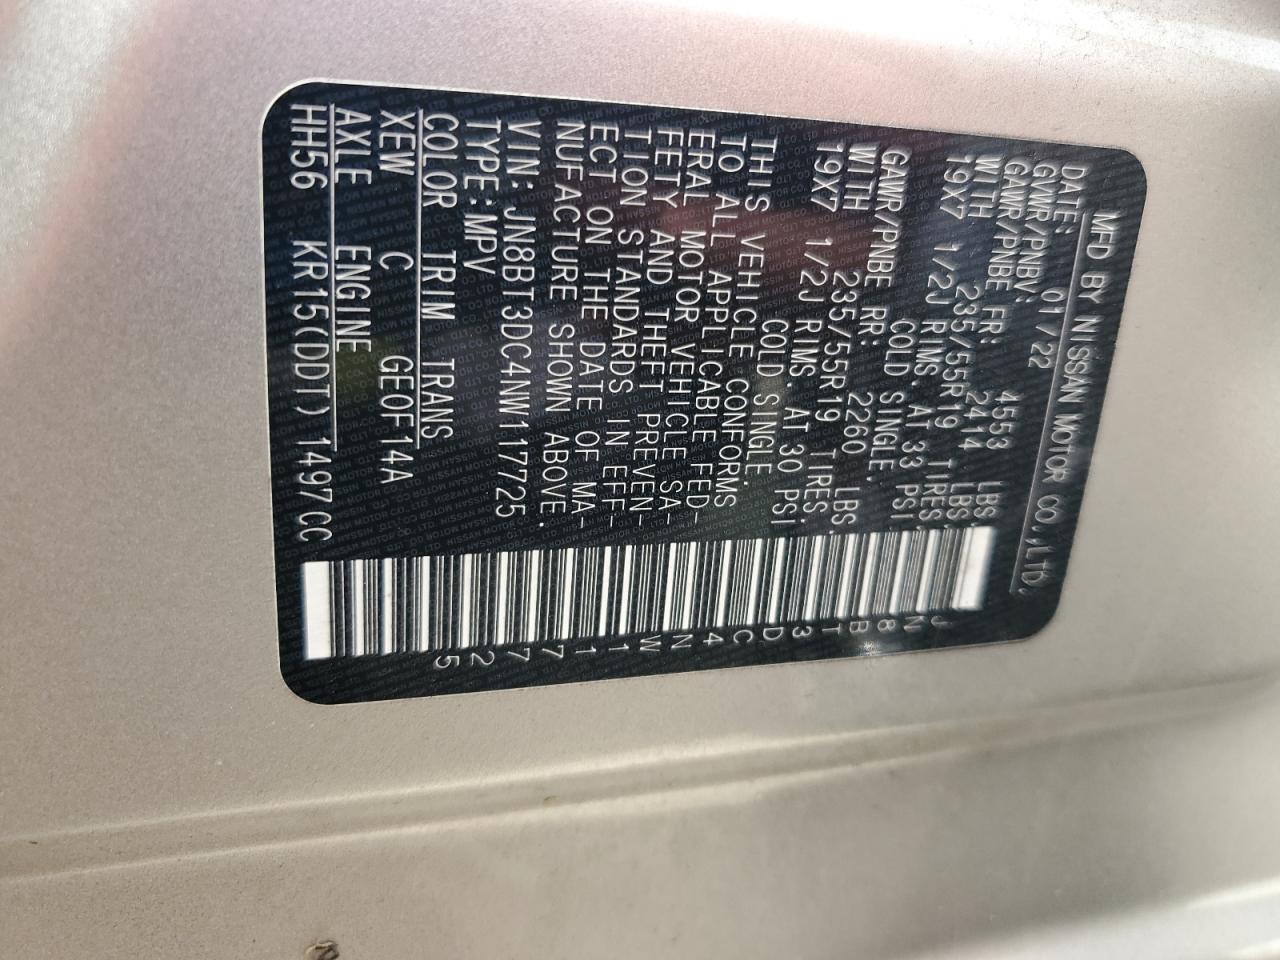 MFD BY NISSAN MOTOR CO.,LTD.
DATE: 01/22
GVWR/PNBV: 4553 LBS.
GAWR/PNBE FR: 2414 LBS.
WITH 235/55R19 TIRES,
19X7 1/2J RIMS. AT 33 PSI
COLD SINGLE.
GAWR/PNBE RR: 2260 LBS.
WITH 235/55R19 TIRES,
19X7 1/2J RIMS. AT 30 PSI
COLD SINGLE.
THIS VEHICLE CONFORMS
TO ALL APPLICABLE FED-
ERAL MOTOR VEHICLE SA-
FETY AND THEFT PREVEN-
TION STANDARDS IN EFF-
ECT ON THE DATE OF MA-
NUFACTURE SHOWN ABOVE.
VIN: JN8BT3DC4NW117725
TYPE:MPV
COLOR TRIM TRANS
XEW C GEOF14A
AXLE ENGINE
HH56 KR15(DDT) 1497CC
JN8BT3DC4NW117725